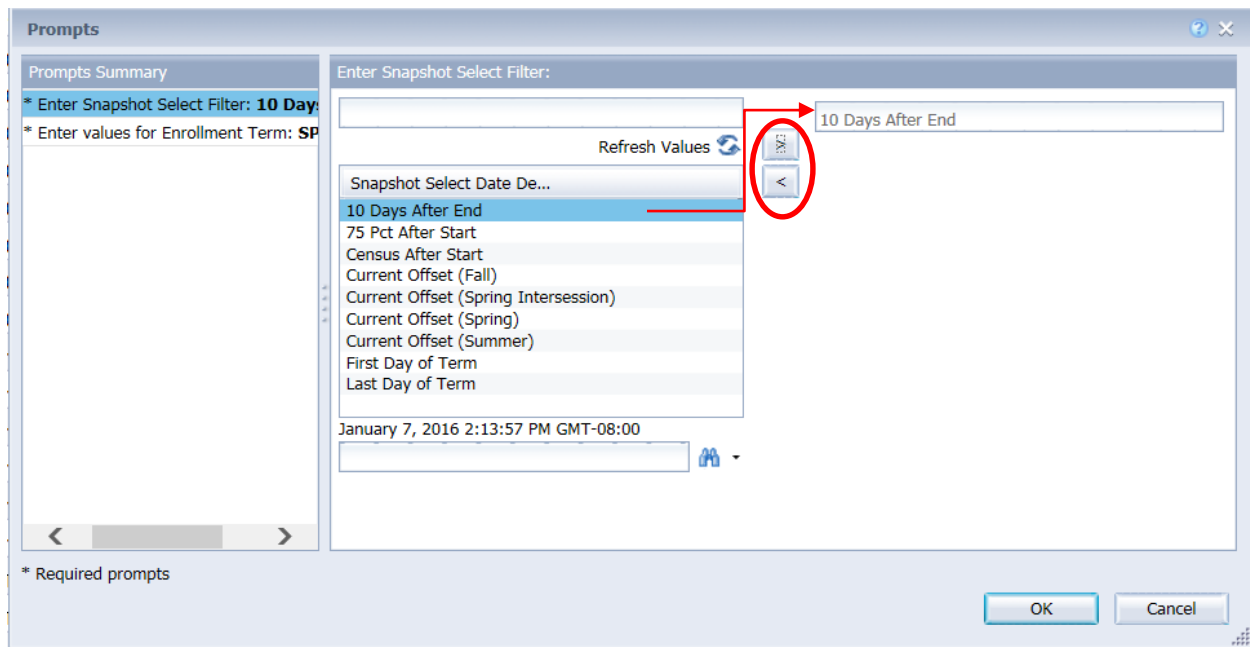 Prompts
Prompts Summary
* Enter Snapshot Select Filter: 10 Day
* Enter values for Enrollment Term: SP
Enter Snapshot Select Filter:
Refresh Values
>
<
10 Days After End
Snapshot Select Date De...
10 Days After End
75 Pct After Start
Census After Start
Current Offset (Fall)
Current Offset (Spring Intersession)
Current Offset (Spring)
Current Offset (Summer)
First Day of Term
Last Day of Term
January 7, 2016 2:13:57 PM GMT-08:00
* Required prompts
OK
Cancel